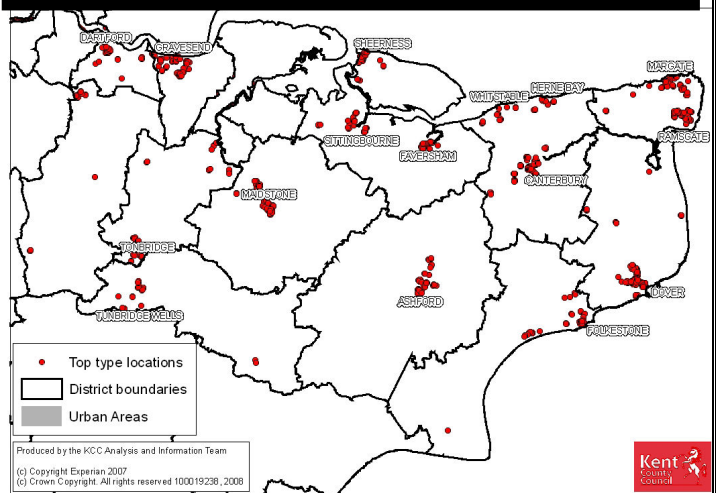 DARTFORD
GRAVESEND
SHEERNESS
MARGATE
HERNE BAY
WHITSTABLE
RAMSGATE
SITTINGBOURNE
FAVERSHAM
CANTERBURY
MAIDSTONE
TONBRIDGE
DOVER
ASHFORD
TUNBRIDGE WELLS
FOLKESTONE
Top type locations
District boundaries
Urban Areas
Produced by the KCC Analysis and Information Team
(c) Copyright Experian 2007
(c) Crown Copyright. All rights reserved 100019238, 2008
Kent
County
Council